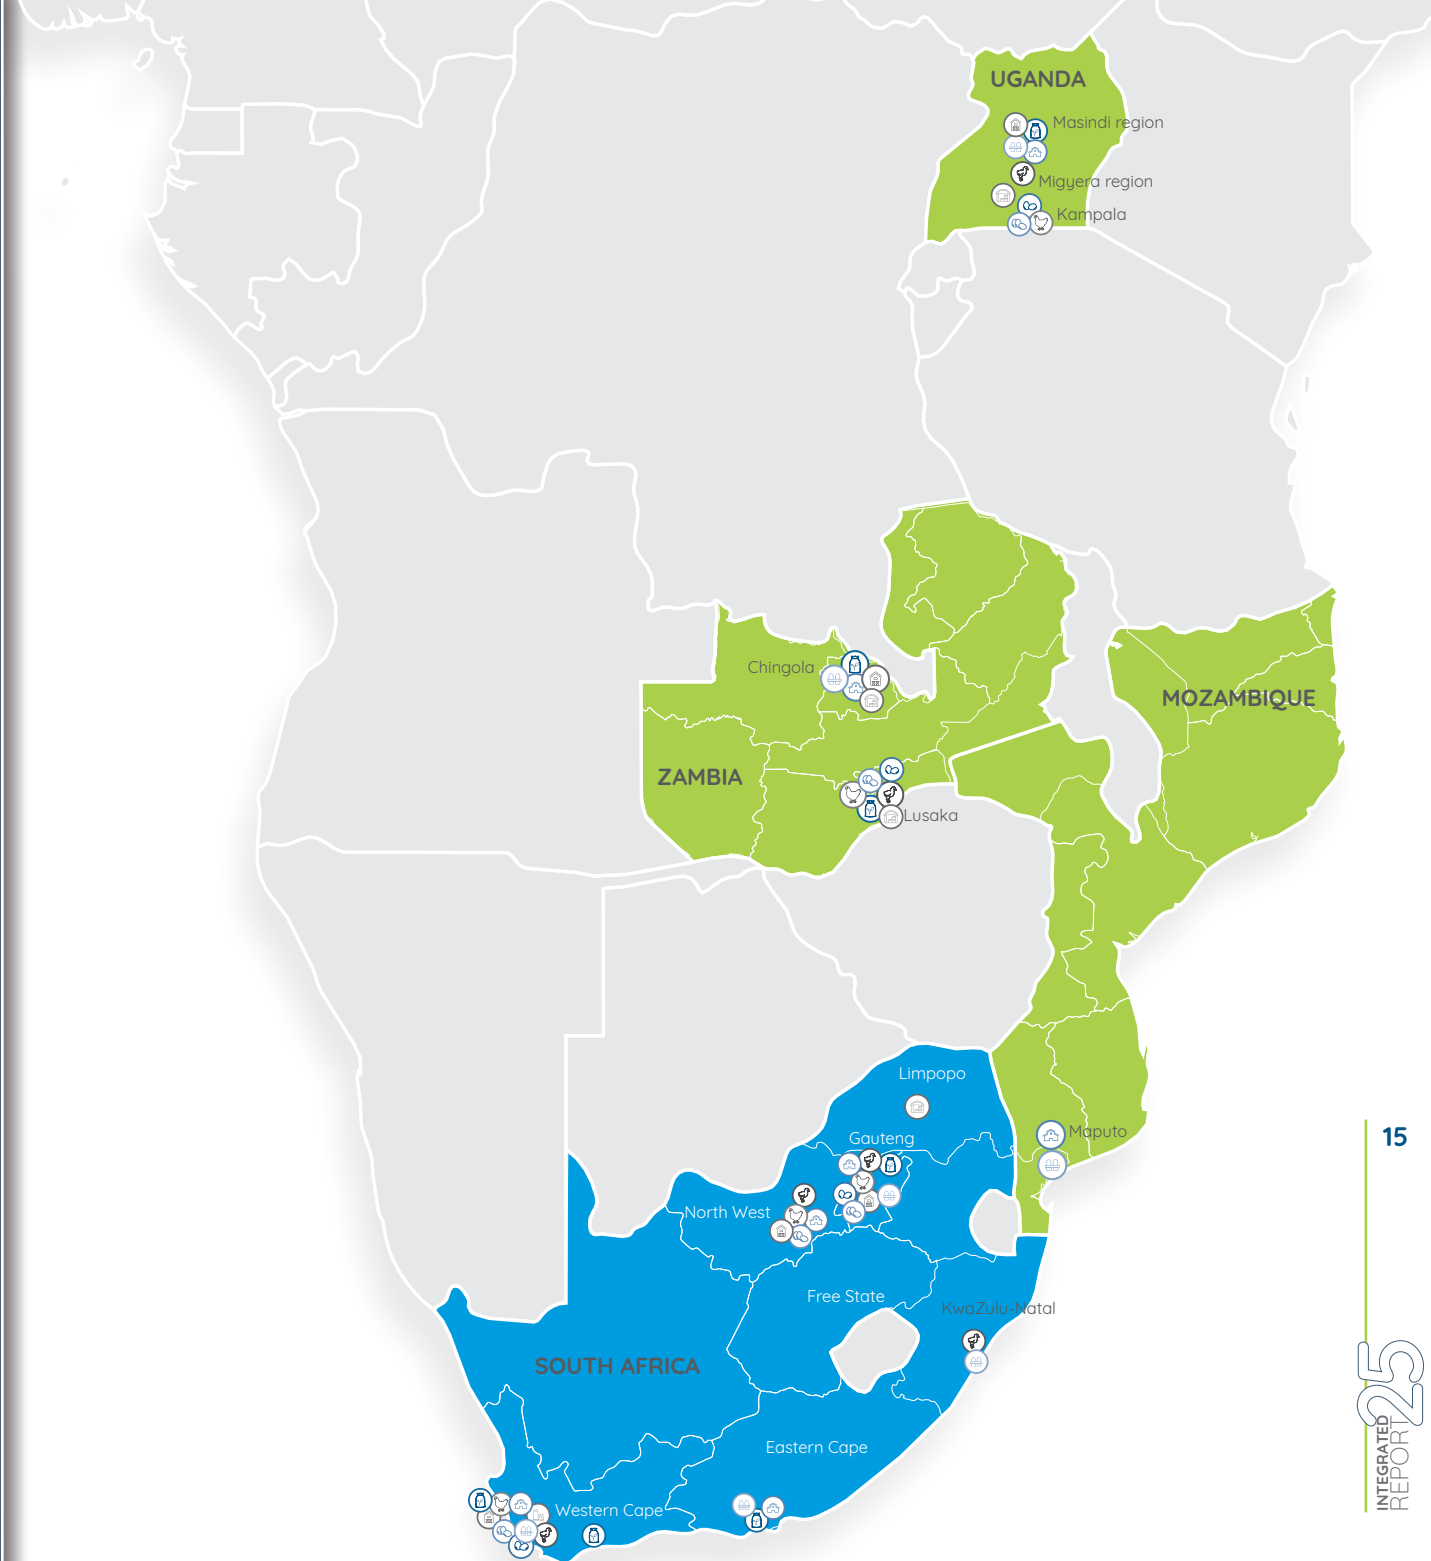 UGANDA
Masindi region
Migyera region
Kampala
Chingola
MOZAMBIQUE
ZAMBIA
Lusaka
Limpopo
Maputo
Gauteng
North West
Free State
KwaZulu-Natal
SOUTH AFRICA
Eastern Cape
Western Cape
15
INTEGRATED
REPORT 25